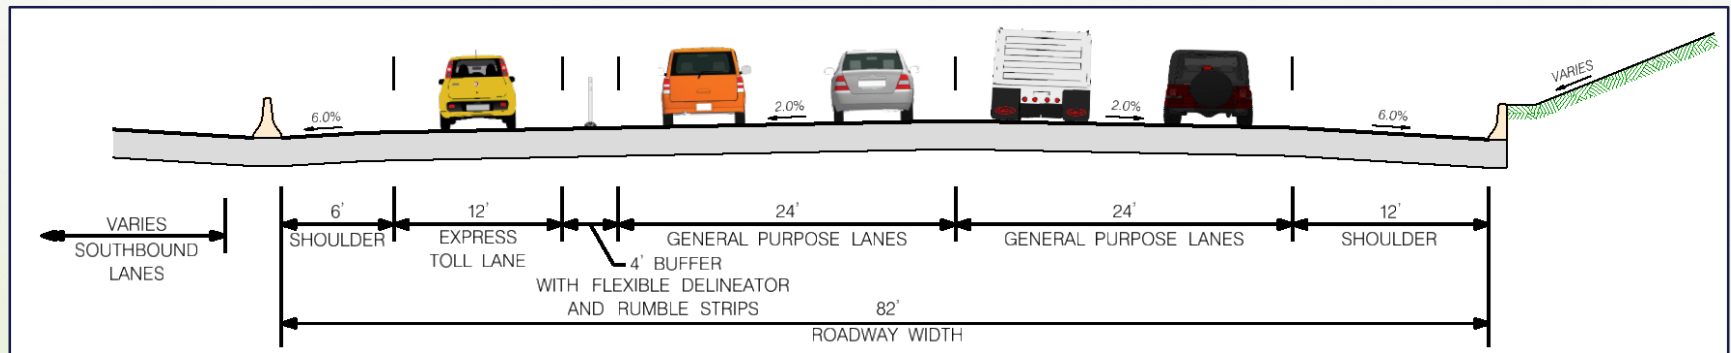 VARIES
6.0%
2.0%
2.0%
6.0%
VARIES
SOUTHBOUND
LANES
6'
SHOULDER
12'
EXPRESS
TOLL LANE
4' BUFFER
WITH FLEXIBLE DELINEATOR
AND RUMBLE STRIPS
24'
GENERAL PURPOSE LANES
24'
GENERAL PURPOSE LANES
12'
SHOULDER
82'
ROADWAY WIDTH